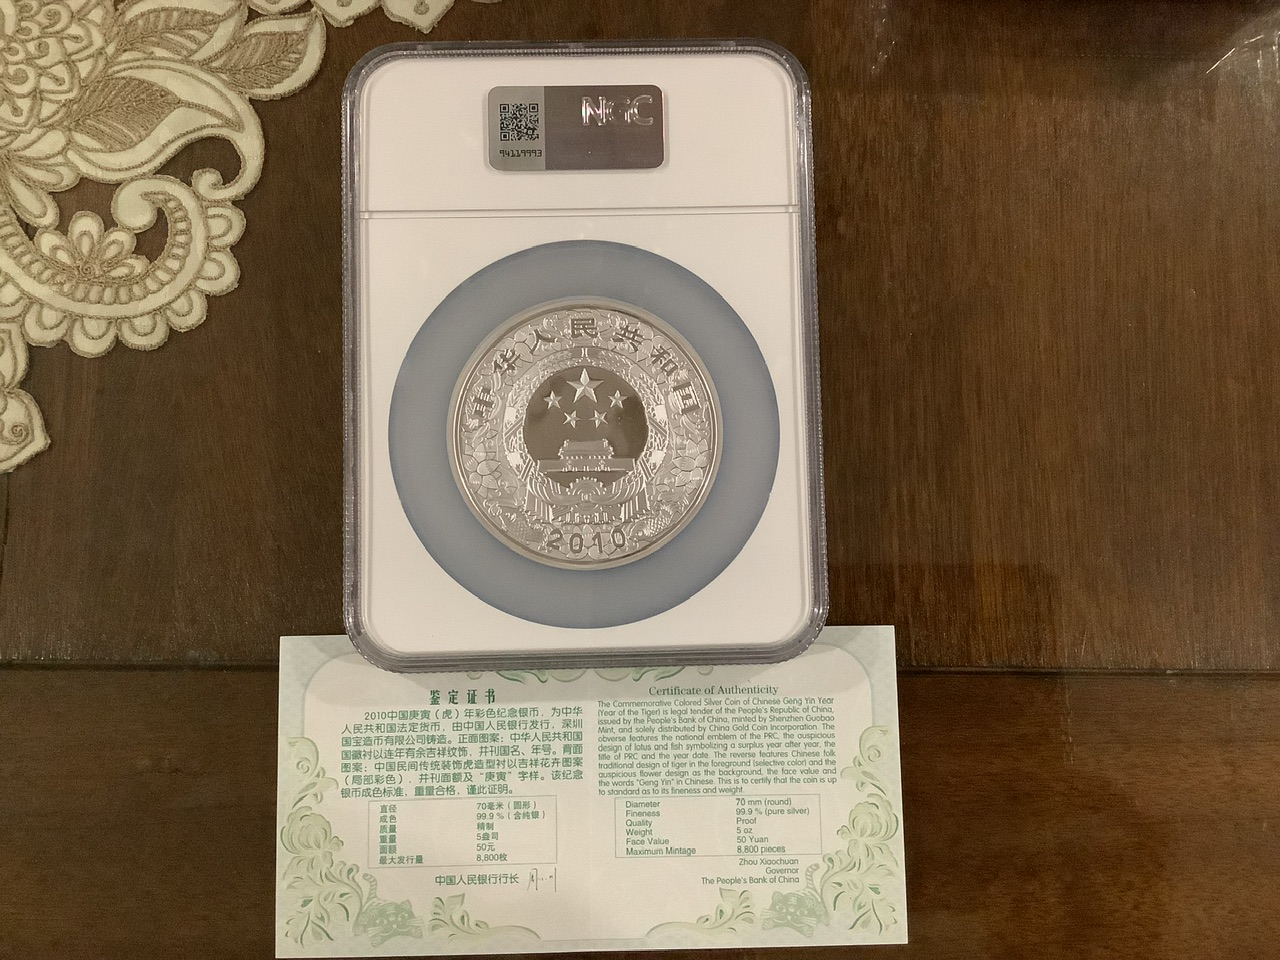 NGC
94119993
中华人民共和国
2010
鉴定证书
2010中国庚寅（虎）年彩色纪念银币，为中华
人民共和国法定货币，由中国人民银行发行，深圳
国宝造币有限公司铸造。正面图案：中华人民共和国
国徽衬以连年有余吉祥纹饰，并刊国名、年号。背面
图案：中国民间传统装饰虎造型衬以吉祥花卉图案
（局部彩色），并刊面额及“庚寅”字样。该纪念
银币成色标准，重量合格，谨此证明。
直径 70毫米（圆形）
成色 99.9 %（含纯银）
质量 精制
重量 5盎司
面额 50元
最大发行量 8,800枚
中国人民银行行长
Certificate of Authenticity
The Commemorative Colored Silver Coin of Chinese Geng Yin Year
(Year of the Tiger) is legal tender of the People's Republic of China,
issued by the People's Bank of China, minted by Shenzhen Guobao
Mint, and solely distributed by China Gold Coin Incorporation. The
obverse features the national emblem of the PRC, the auspicious
design of lotus and fish symbolizing a surplus year after year, the
title of PRC and the year date. The reverse features Chinese folk
traditional design of tiger in the foreground (selective color) and the
auspicious flower design as the background, the face value and
the words "Geng Yin" in Chinese. This is to certify that the coin is up
to standard as to its fineness and weight.
Diameter 70 mm (round)
Fineness 99.9 % (pure silver)
Quality Proof
Weight 5 oz
Face Value 50 Yuan
Maximum Mintage 8,800 pieces
Zhou Xiaochuan
Governor
The People's Bank of China